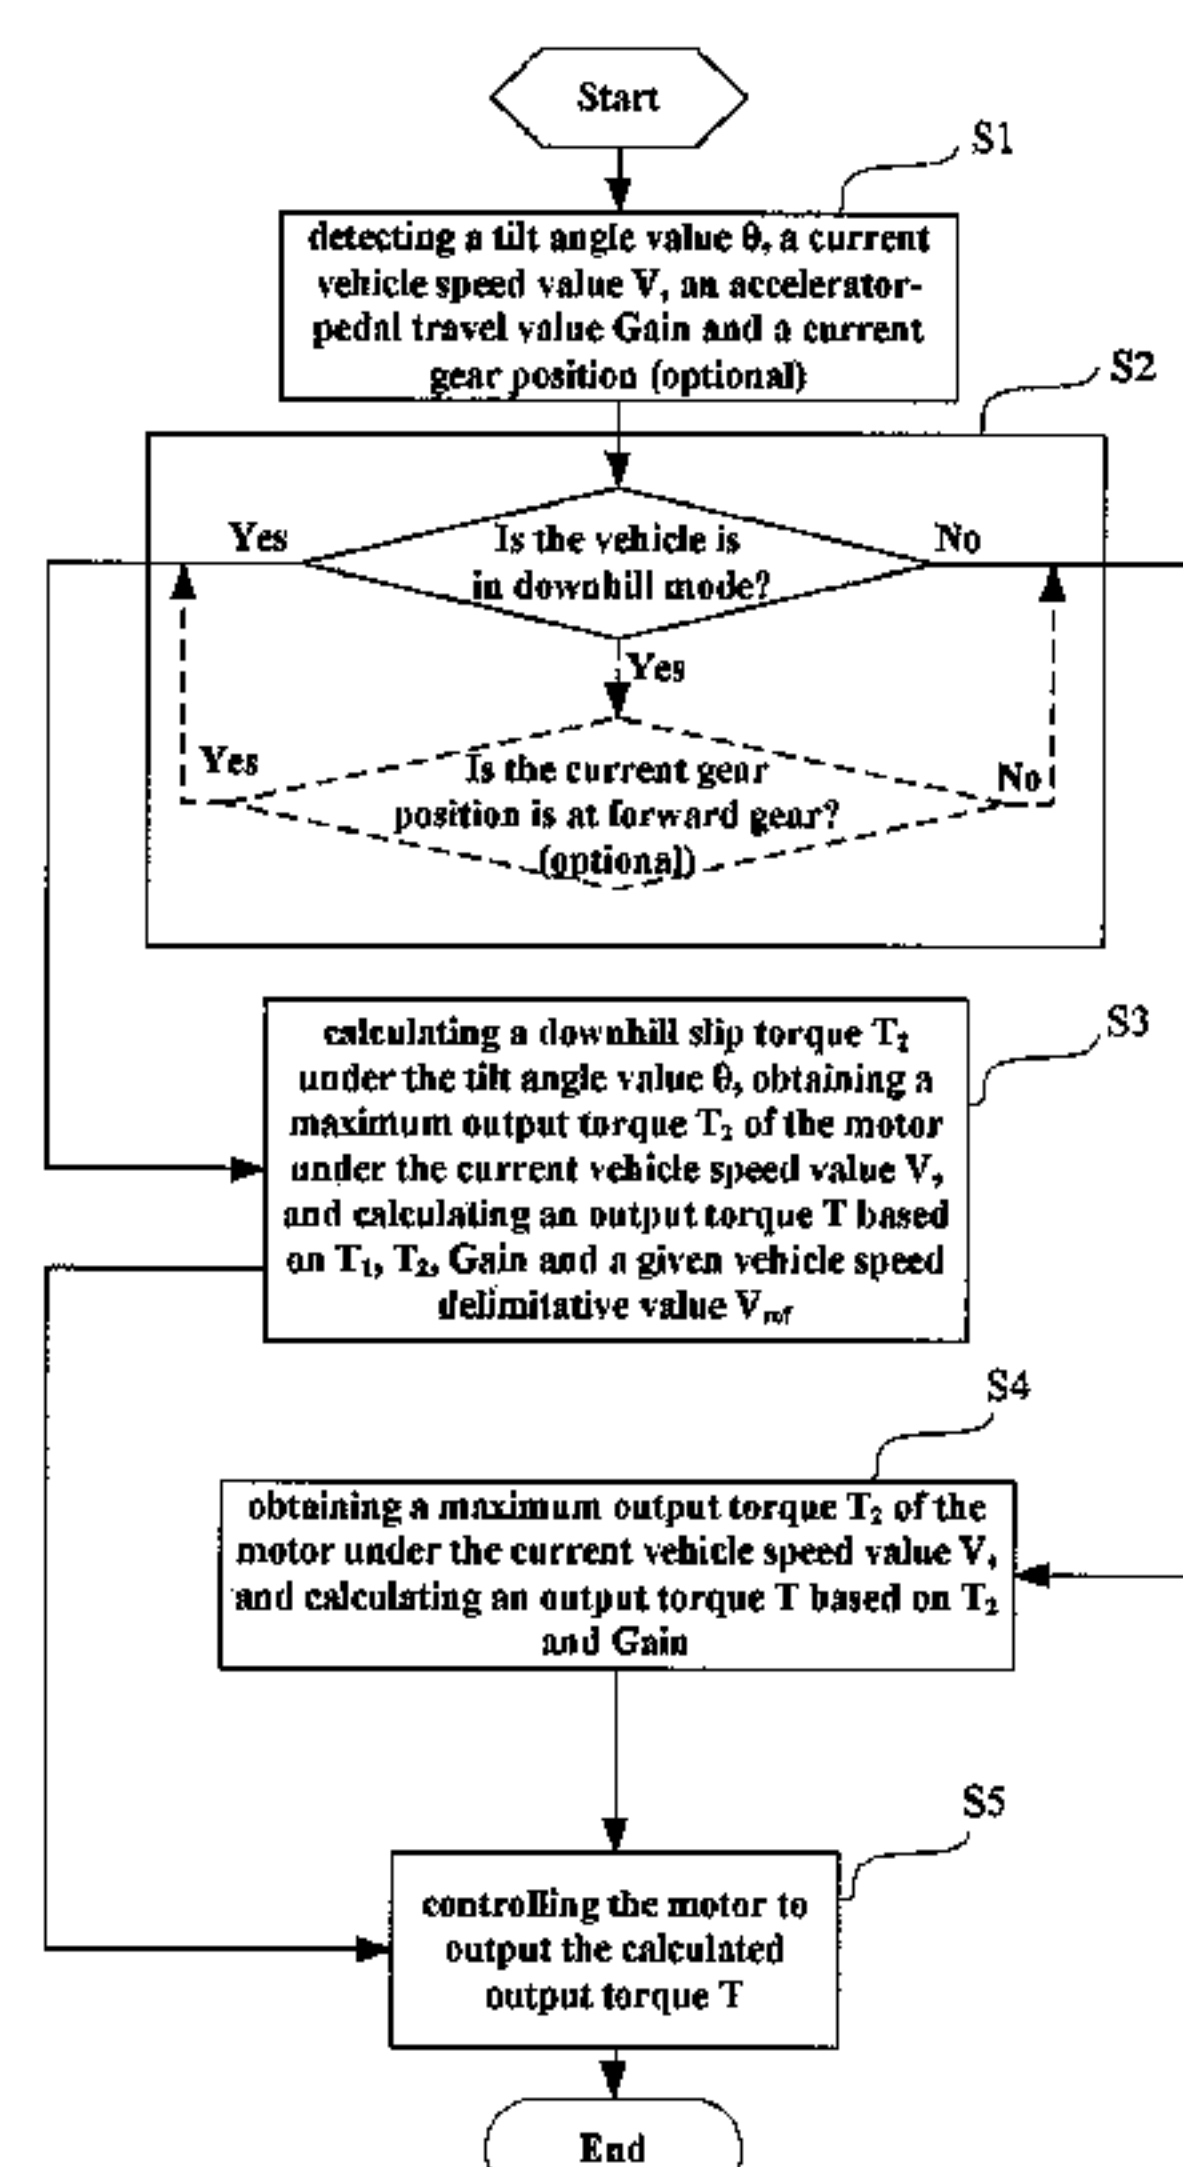 Start
S1
detecting a tilt angle value θ, a current
vehicle speed value V, an accelerator-
pedal travel value Gain and a current
gear position (optional)
S2
Yes
Is the vehicle is
in downhill mode?
No
Yes
Yes
Is the current gear
position is at forward gear?
(optional)
No
S3
calculating a downhill slip torque T₂
under the tilt angle value θ, obtaining a
maximum output torque T₂ of the motor
under the current vehicle speed value V,
and calculating an output torque T based
on T₁, T₂, Gain and a given vehicle speed
delimitative value Vref
S4
obtaining a maximum output torque T₂ of the
motor under the current vehicle speed value V,
and calculating an output torque T based on T₂
and Gain
S5
controlling the motor to
output the calculated
output torque T
End